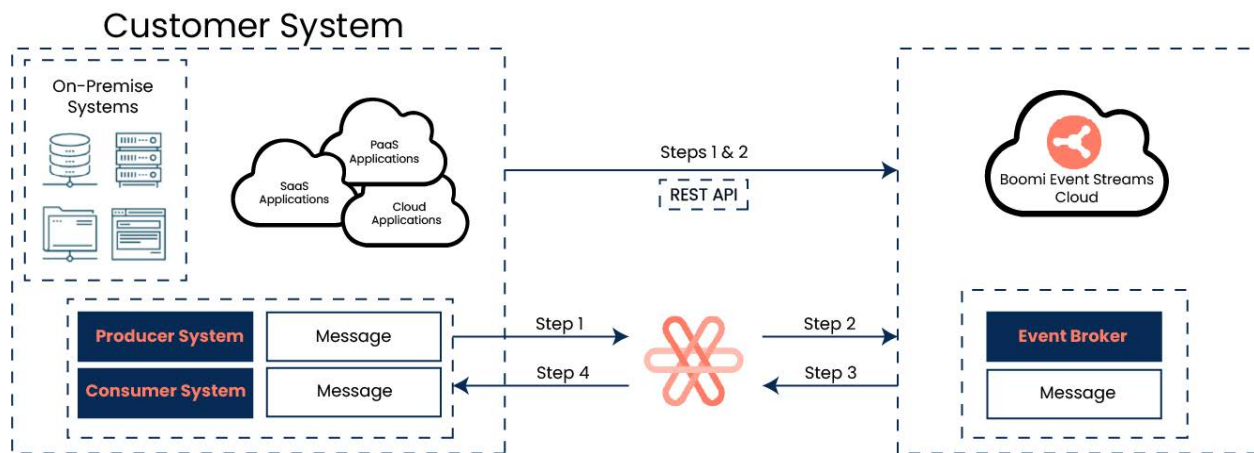 Customer System
On-Premise
Systems
PaaS
Applications
SaaS
Applications
Cloud
Applications
Steps 1 & 2
REST API
Boomi Event Streams
Cloud
Producer System
Message
Step 1
Step 2
Event Broker
Consumer System
Message
Step 4
Step 3
Message